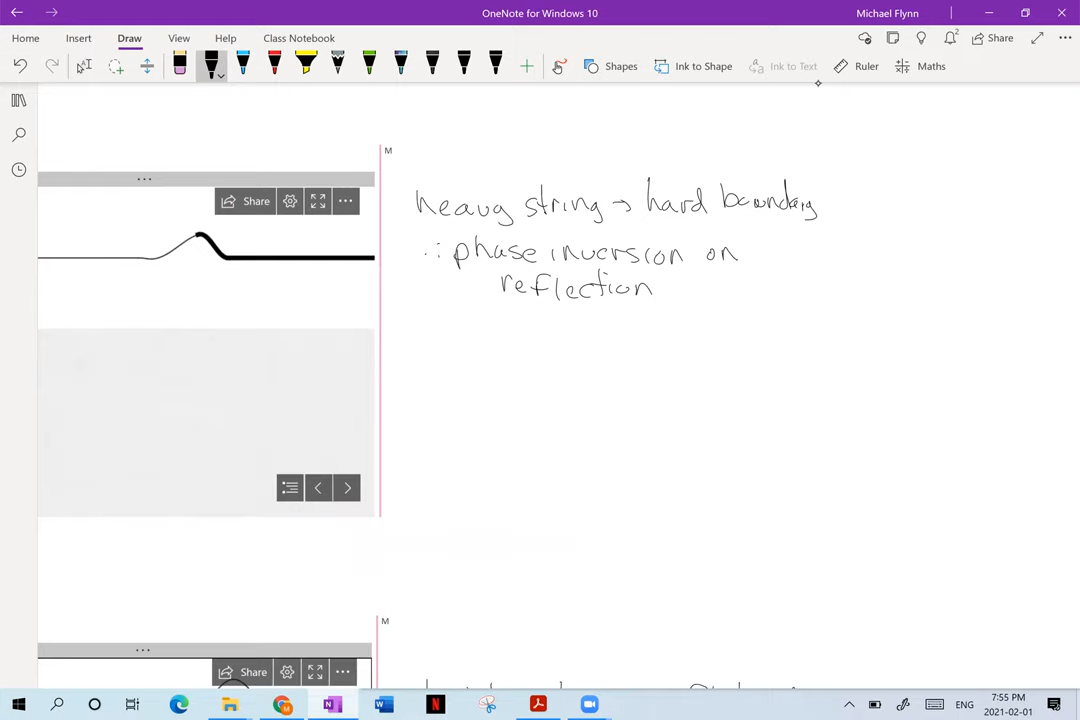 OneNote for Windows 10
Michael Flynn
Home Insert Draw View Help Class Notebook
Share
Shapes Ink to Shape Ink to Text Ruler Maths
M
Share
heavy string → hard boundary
∴ phase inversion on
reflection
M
Share
ENG
7:55 PM
2021-02-01